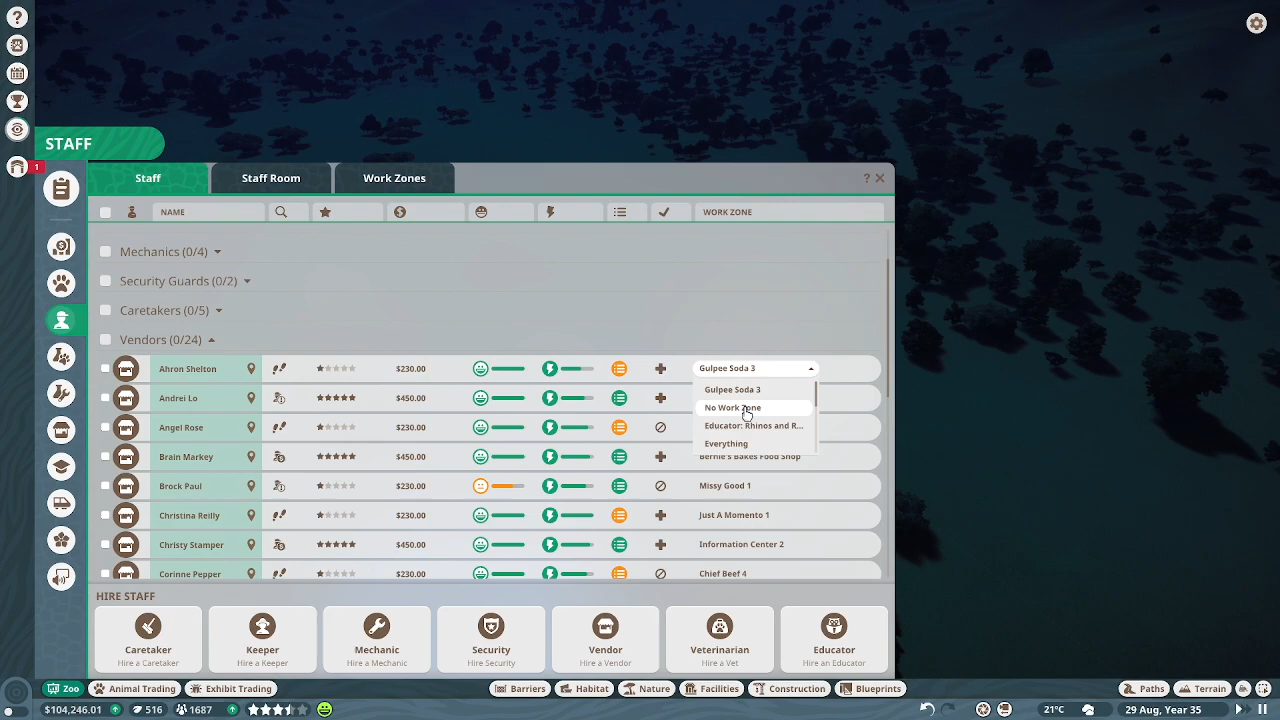 ?
1
STAFF
Staff
Staff Room
Work Zones
?
NAME
WORK ZONE
Mechanics (0/4)
Security Guards (0/2)
Caretakers (0/5)
Vendors (0/24)
Ahron Shelton $230.00 Gulpee Soda 3
Gulpee Soda 3
Andrei Lo $450.00 No Work Zone
Angel Rose $230.00 Educator: Rhinos and R...
Everything
Brain Markey $450.00 Bernie's Bakes Food Shop
Brock Paul $230.00 Missy Good 1
Christina Reilly $230.00 Just A Momento 1
Christy Stamper $450.00 Information Center 2
Corinne Pepper $230.00 Chief Beef 4
HIRE STAFF
Caretaker
Hire a Caretaker
Keeper
Hire a Keeper
Mechanic
Hire a Mechanic
Security
Hire Security
Vendor
Hire a Vendor
Veterinarian
Hire a Vet
Educator
Hire an Educator
Zoo
Animal Trading
Exhibit Trading
Barriers
Habitat
Nature
Facilities
Construction
Blueprints
Paths
Terrain
$104,246.01
516
1687
21°C
29 Aug, Year 35